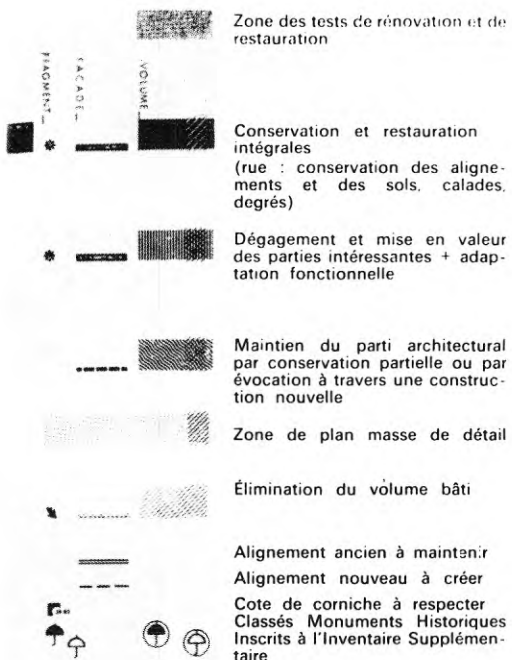 Zone des tests de rénovation et de
restauration
FRAGMENT_
FACADE_
VOLUME
Conservation et restauration
intégrales
(rue : conservation des aligne-
ments et des sols, calades,
degrés)
Dégagement et mise en valeur
des parties intéressantes + adap-
tation fonctionnelle
Maintien du parti architectural
par conservation partielle ou par
évocation à travers une construc-
tion nouvelle
Zone de plan masse de détail
Élimination du volume bâti
Alignement ancien à maintenir
Alignement nouveau à créer
Cote de corniche à respecter
Classés Monuments Historiques
Inscrits à l'Inventaire Supplémen-
taire